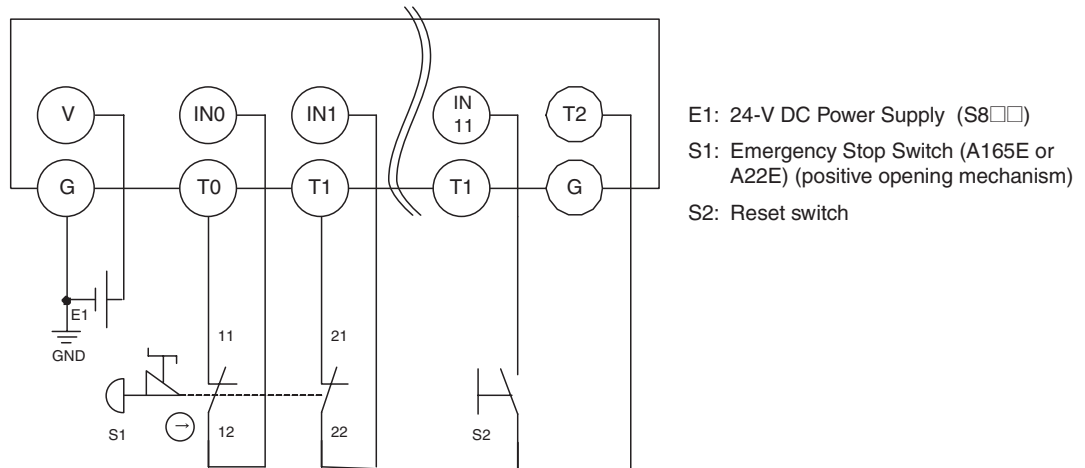 V
IN0
IN1
IN
11
T2
G
T0
T1
T1
G
E1: 24-V DC Power Supply (S8□□)
S1: Emergency Stop Switch (A165E or
A22E) (positive opening mechanism)
S2: Reset switch
E1
GND
11
21
S1
→
12
22
S2